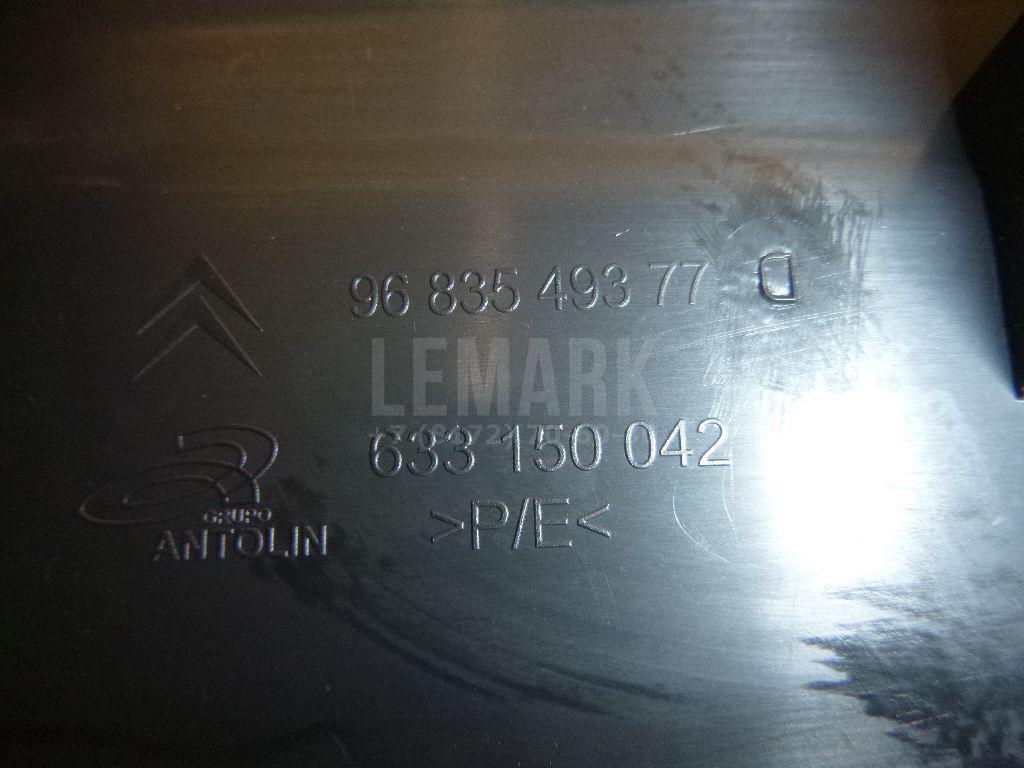 96 835 493 77 D
LEMARK
633 150 042
>P/E<
GRUPO
ANTOLIN